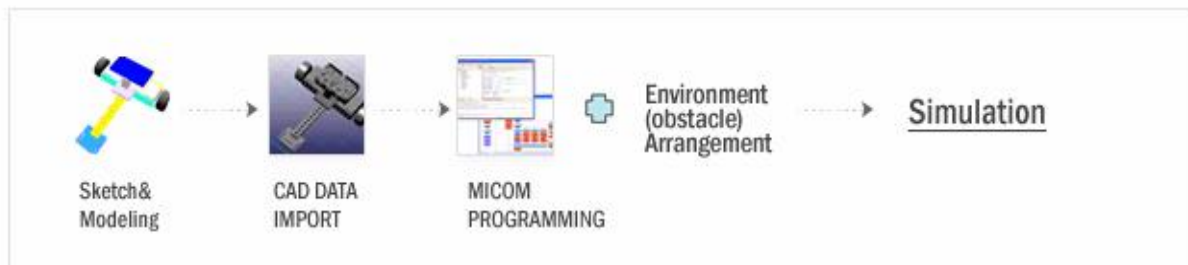 Sketch&
Modeling
CAD DATA
IMPORT
MICOM
PROGRAMMING
Environment
(obstacle)
Arrangement
Simulation